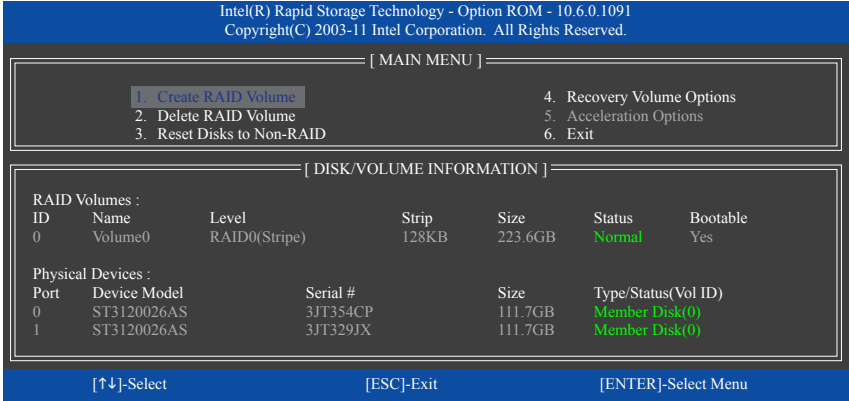 Intel(R) Rapid Storage Technology - Option ROM - 10.6.0.1091
Copyright(C) 2003-11 Intel Corporation. All Rights Reserved.
[ MAIN MENU ]
1. Create RAID Volume 4. Recovery Volume Options
2. Delete RAID Volume 5. Acceleration Options
3. Reset Disks to Non-RAID 6. Exit
[ DISK/VOLUME INFORMATION ]
RAID Volumes :
ID Name Level Strip Size Status Bootable
0 Volume0 RAID0(Stripe) 128KB 223.6GB Normal Yes
Physical Devices :
Port Device Model Serial # Size Type/Status(Vol ID)
0 ST3120026AS 3JT354CP 111.7GB Member Disk(0)
1 ST3120026AS 3JT329JX 111.7GB Member Disk(0)
[↑↓]-Select [ESC]-Exit [ENTER]-Select Menu